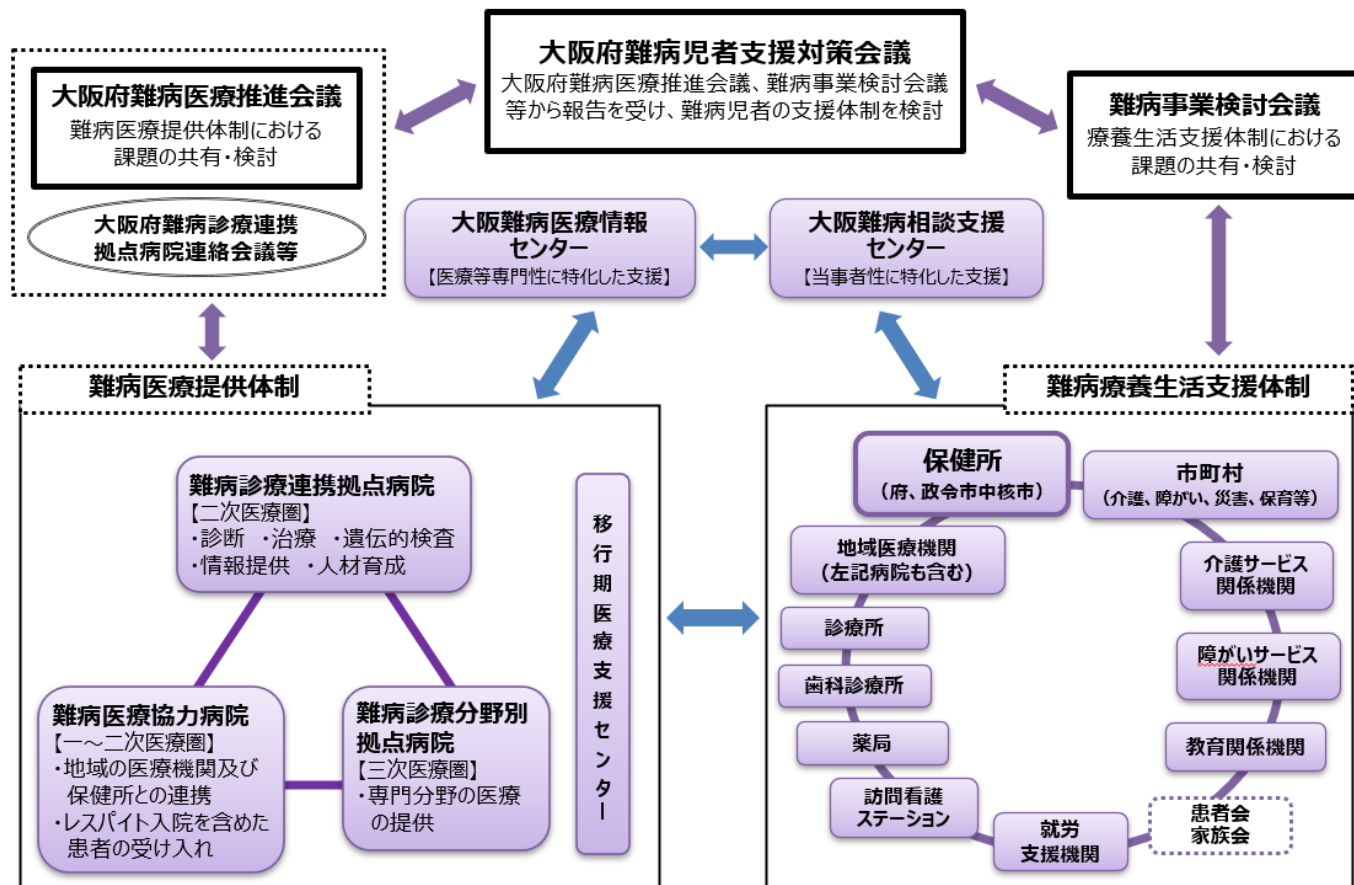 大阪府難病児者支援対策会議
大阪府難病医療推進会議、難病事業検討会議
等から報告を受け、難病児者の支援体制を検討
大阪府難病医療推進会議
難病医療提供体制における
課題の共有・検討
大阪府難病診療連携
拠点病院連絡会議等
難病事業検討会議
療養生活支援体制における
課題の共有・検討
大阪難病医療情報
センター
【医療等専門性に特化した支援】
大阪難病相談支援
センター
【当事者性に特化した支援】
難病医療提供体制
難病診療連携拠点病院
【二次医療圏】
・診断 ・治療 ・遺伝的検査
・情報提供 ・人材育成
難病医療協力病院
【一～二次医療圏】
・地域の医療機関及び
保健所との連携
・レスパイト入院を含めた
患者の受け入れ
難病診療分野別
拠点病院
【三次医療圏】
・専門分野の医療
の提供
移行期医療支援センター
難病療養生活支援体制
保健所
（府、政令市中核市）
市町村
（介護、障がい、災害、保育等）
地域医療機関
（左記病院も含む）
診療所
歯科診療所
薬局
訪問看護
ステーション
就労
支援機関
患者会
家族会
教育関係機関
障がいサービス
関係機関
介護サービス
関係機関